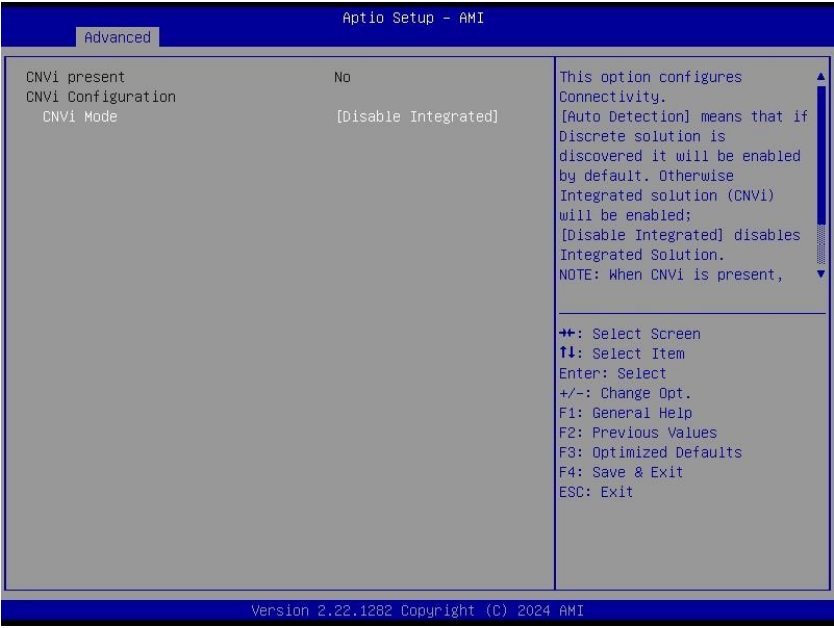 Aptio Setup – AMI
Advanced
CNVi present No
CNVi Configuration
CNVi Mode [Disable Integrated]
This option configures
Connectivity.
[Auto Detection] means that if
Discrete solution is
discovered it will be enabled
by default. Otherwise
Integrated solution (CNVi)
will be enabled;
[Disable Integrated] disables
Integrated Solution.
NOTE: When CNVi is present,
→←: Select Screen
↑↓: Select Item
Enter: Select
+/-: Change Opt.
F1: General Help
F2: Previous Values
F3: Optimized Defaults
F4: Save & Exit
ESC: Exit
Version 2.22.1282 Copyright (C) 2024 AMI